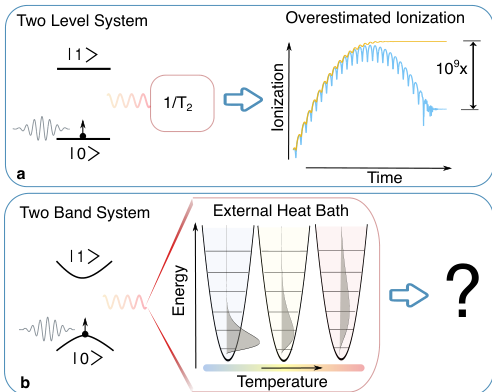 Two Level System
Overestimated Ionization
|1>
1/T₂
|0>
a
Ionization
10⁹x
Time
Two Band System
External Heat Bath
|1>
|0>
b
Energy
Temperature
?